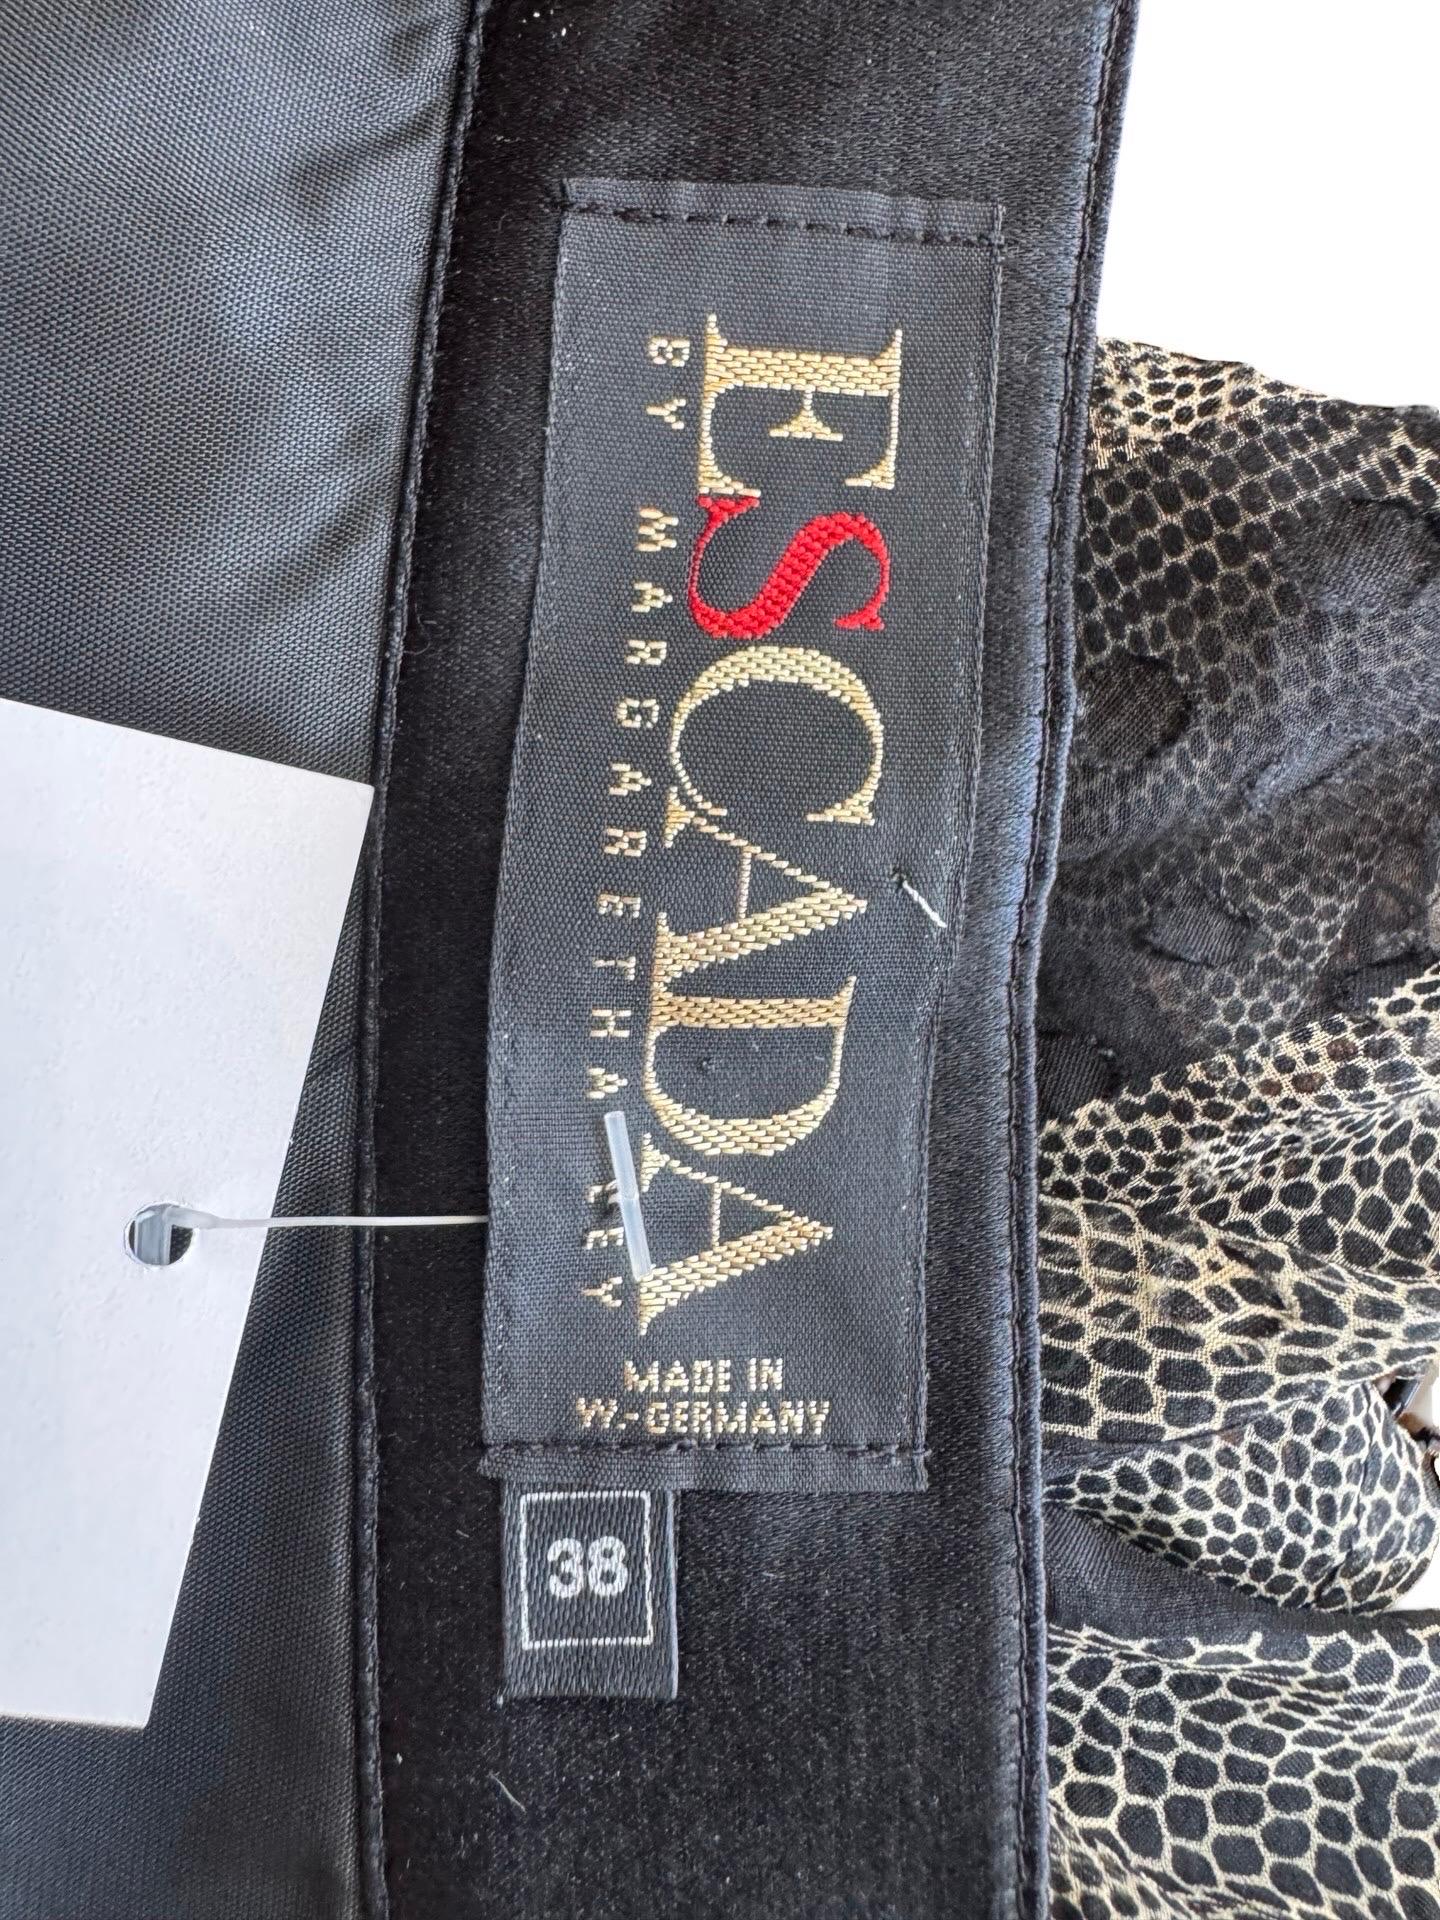 ESCADA
BY MARGARETHA LEY
MADE IN
W.-GERMANY
38